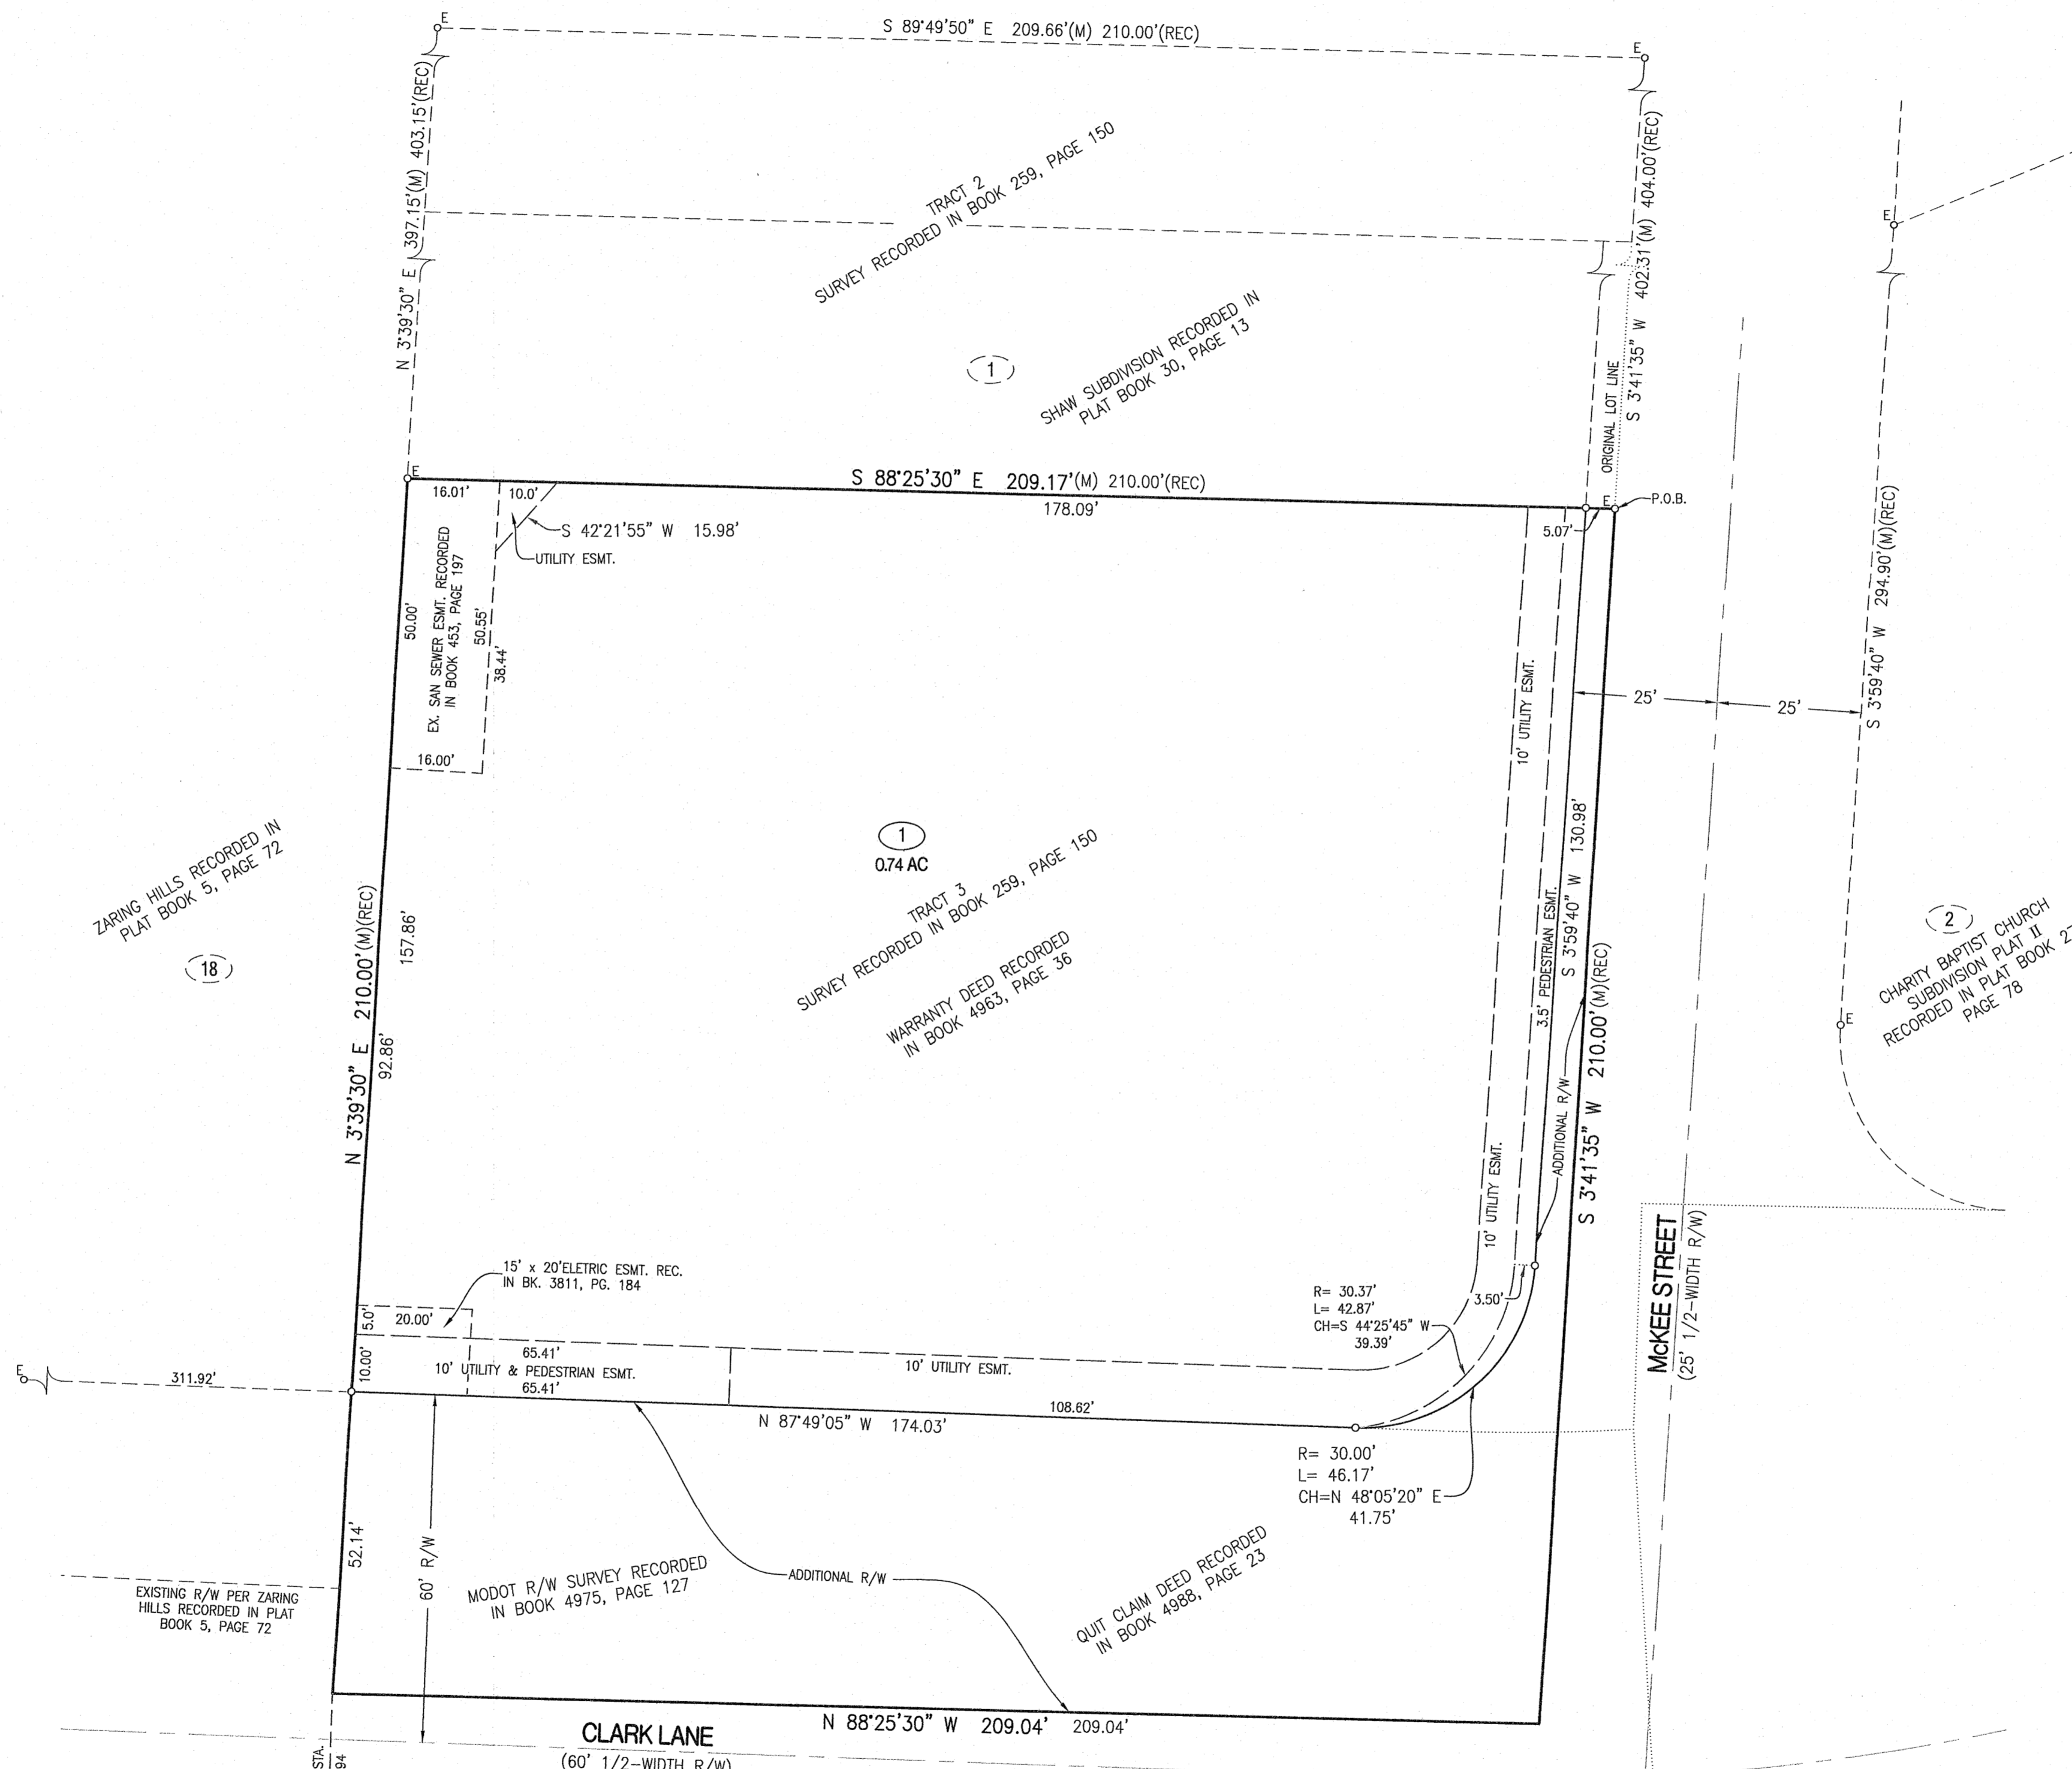 E
S 89°49'50" E 209.66'(M) 210.00'(REC)
E
N 3°39'30" E 397.15'(M) 403.15'(REC)
TRACT 2
SURVEY RECORDED IN BOOK 259, PAGE 150
S 3°41'35" W 402.31'(M) 404.00'(REC)
E
1
SHAW SUBDIVISION RECORDED IN
PLAT BOOK 30, PAGE 13
ORIGINAL LOT LINE
E
S 88°25'30" E 209.17'(M) 210.00'(REC)
178.09'
16.01'
10.0'
E
P.O.B.
5.07'
S 42°21'55" W 15.98'
UTILITY ESMT.
EX. SAN SEWER ESMT. RECORDED
IN BOOK 453, PAGE 197
50.00'
50.55'
38.44'
16.00'
S 3°59'40" W 294.90'(M)(REC)
25'
25'
10' UTILITY ESMT.
1
0.74 AC
TRACT 3
SURVEY RECORDED IN BOOK 259, PAGE 150
WARRANTY DEED RECORDED
IN BOOK 4963, PAGE 36
ZARING HILLS RECORDED IN
PLAT BOOK 5, PAGE 72
18
N 3°39'30" E 210.00'(M)(REC)
157.86'
92.86'
3.5' PEDESTRIAN ESMT.
S 3°59'40" W 130.98'
ADDITIONAL R/W
S 3°41'35" W 210.00'(M)(REC)
2
CHARITY BAPTIST CHURCH
SUBDIVISION PLAT II
RECORDED IN PLAT BOOK
PAGE 78
E
10' UTILITY ESMT.
McKEE STREET
(25' 1/2-WIDTH R/W)
15' x 20'ELETRIC ESMT. REC.
IN BK. 3811, PG. 184
5.0'
20.00'
R= 30.37'
L= 42.87'
CH=S 44°25'45" W
39.39'
3.50'
10.00'
65.41'
10' UTILITY & PEDESTRIAN ESMT.
65.41'
10' UTILITY ESMT.
E
311.92'
108.62'
N 87°49'05" W 174.03'
R= 30.00'
L= 46.17'
CH=N 48°05'20" E
41.75'
52.14'
60' R/W
MODOT R/W SURVEY RECORDED
IN BOOK 4975, PAGE 127
ADDITIONAL R/W
QUIT CLAIM DEED RECORDED
IN BOOK 4988, PAGE 23
EXISTING R/W PER ZARING
HILLS RECORDED IN PLAT
BOOK 5, PAGE 72
N 88°25'30" W 209.04' 209.04'
CLARK LANE
(60' 1/2-WIDTH R/W)
STA.
94